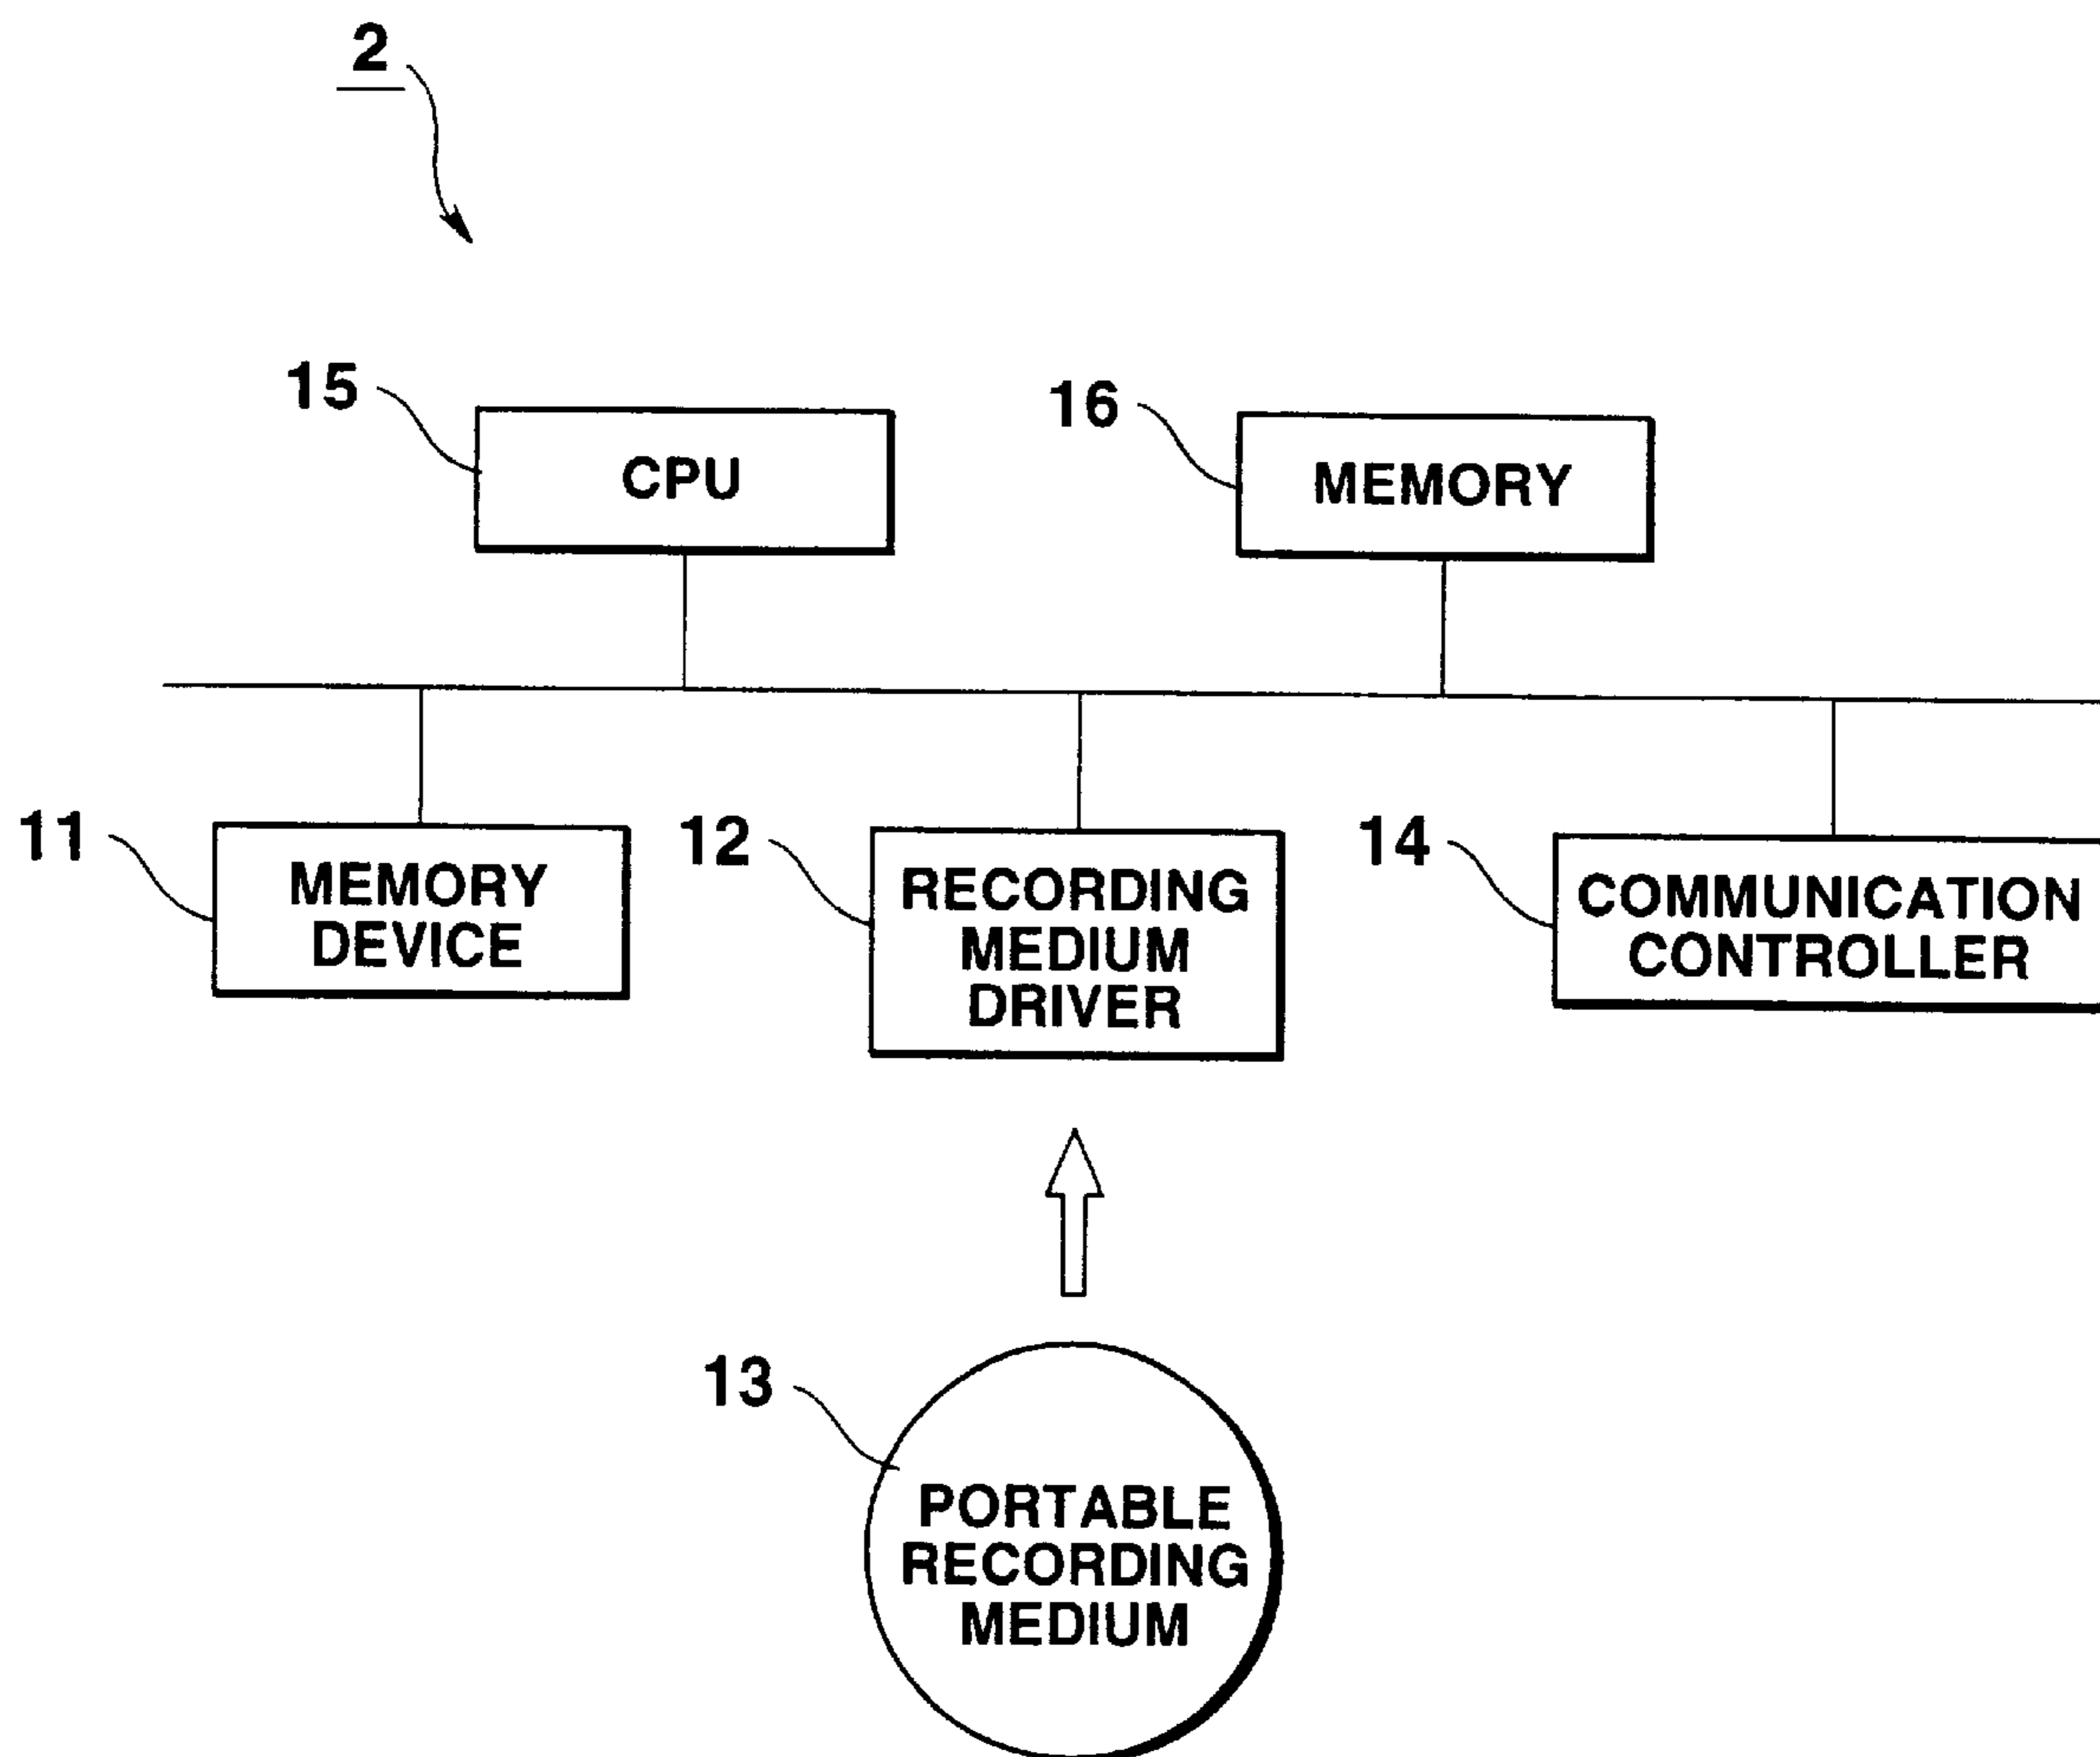 2
15
CPU
16
MEMORY
11
MEMORY
DEVICE
12
RECORDING
MEDIUM
DRIVER
14
COMMUNICATION
CONTROLLER
13
PORTABLE
RECORDING
MEDIUM